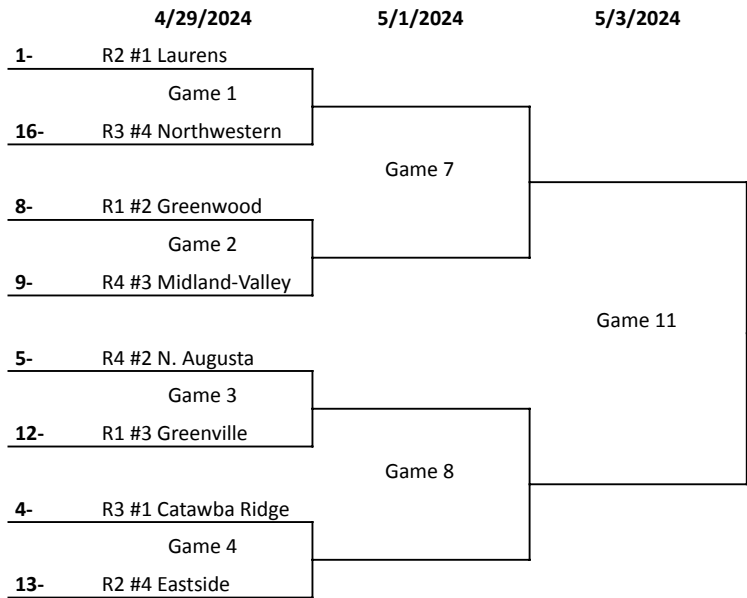 4/29/2024 5/1/2024 5/3/2024
1- R2 #1 Laurens
Game 1
16- R3 #4 Northwestern
Game 7
8- R1 #2 Greenwood
Game 2
9- R4 #3 Midland-Valley
Game 11
5- R4 #2 N. Augusta
Game 3
12- R1 #3 Greenville
Game 8
4- R3 #1 Catawba Ridge
Game 4
13- R2 #4 Eastside